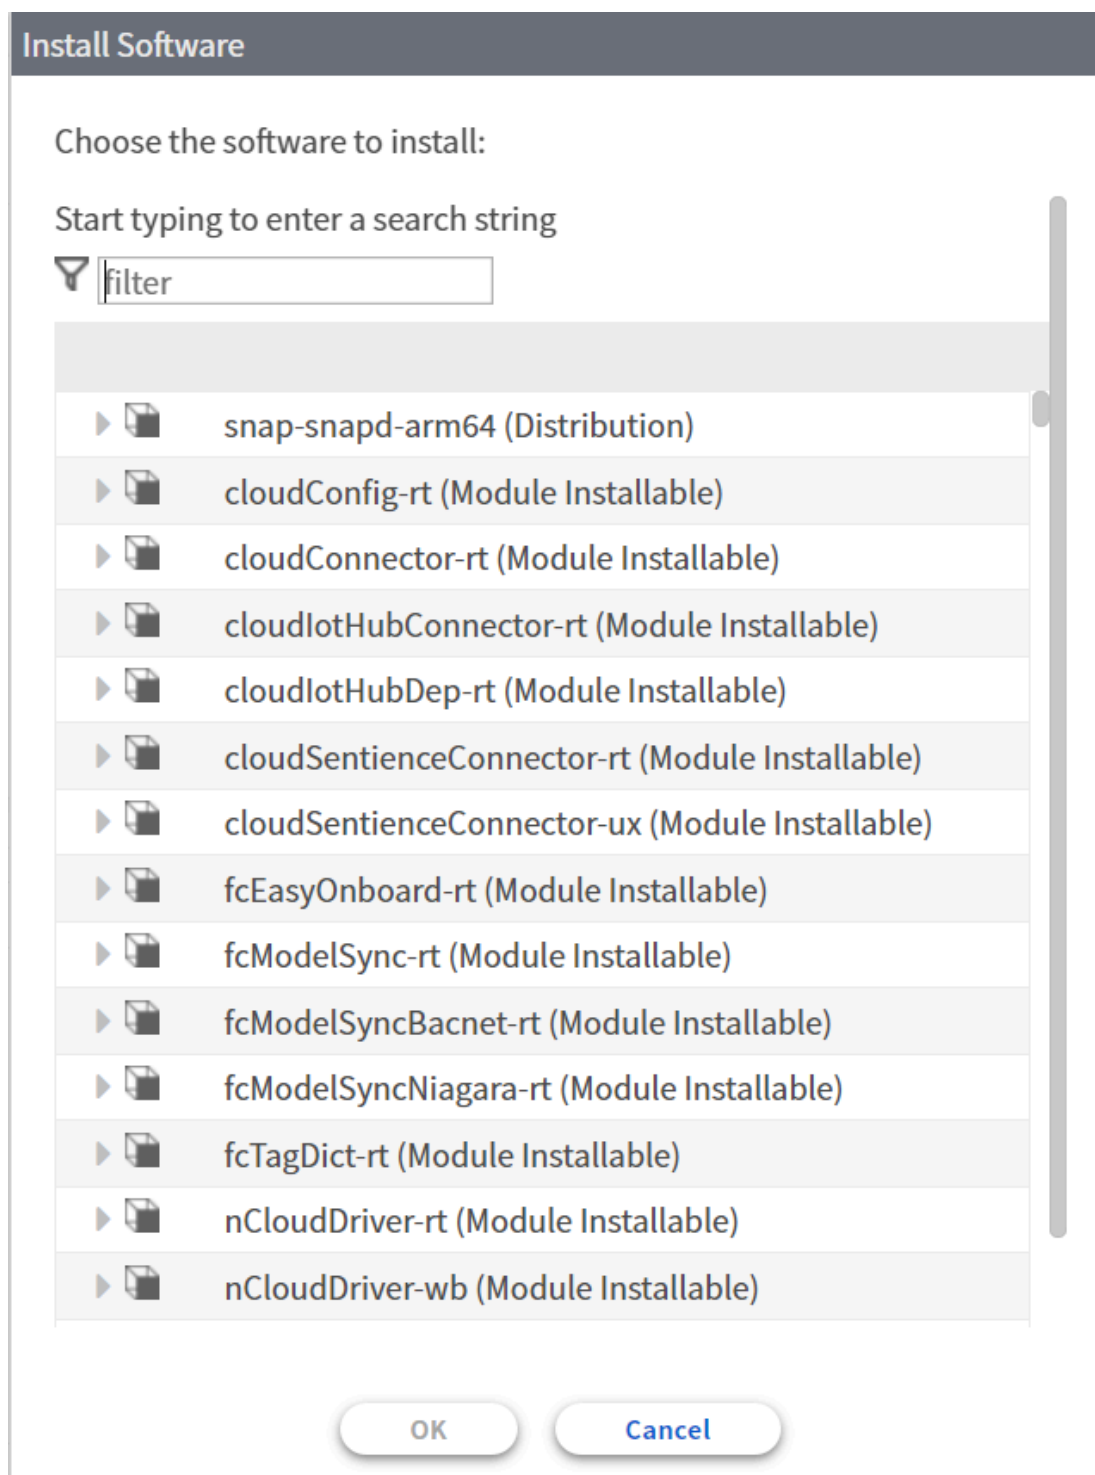 Install Software
Choose the software to install:
Start typing to enter a search string
filter
snap-snapd-arm64 (Distribution)
cloudConfig-rt (Module Installable)
cloudConnector-rt (Module Installable)
cloudIotHubConnector-rt (Module Installable)
cloudIotHubDep-rt (Module Installable)
cloudSentienceConnector-rt (Module Installable)
cloudSentienceConnector-ux (Module Installable)
fcEasyOnboard-rt (Module Installable)
fcModelSync-rt (Module Installable)
fcModelSyncBacnet-rt (Module Installable)
fcModelSyncNiagara-rt (Module Installable)
fcTagDict-rt (Module Installable)
nCloudDriver-rt (Module Installable)
nCloudDriver-wb (Module Installable)
OK Cancel